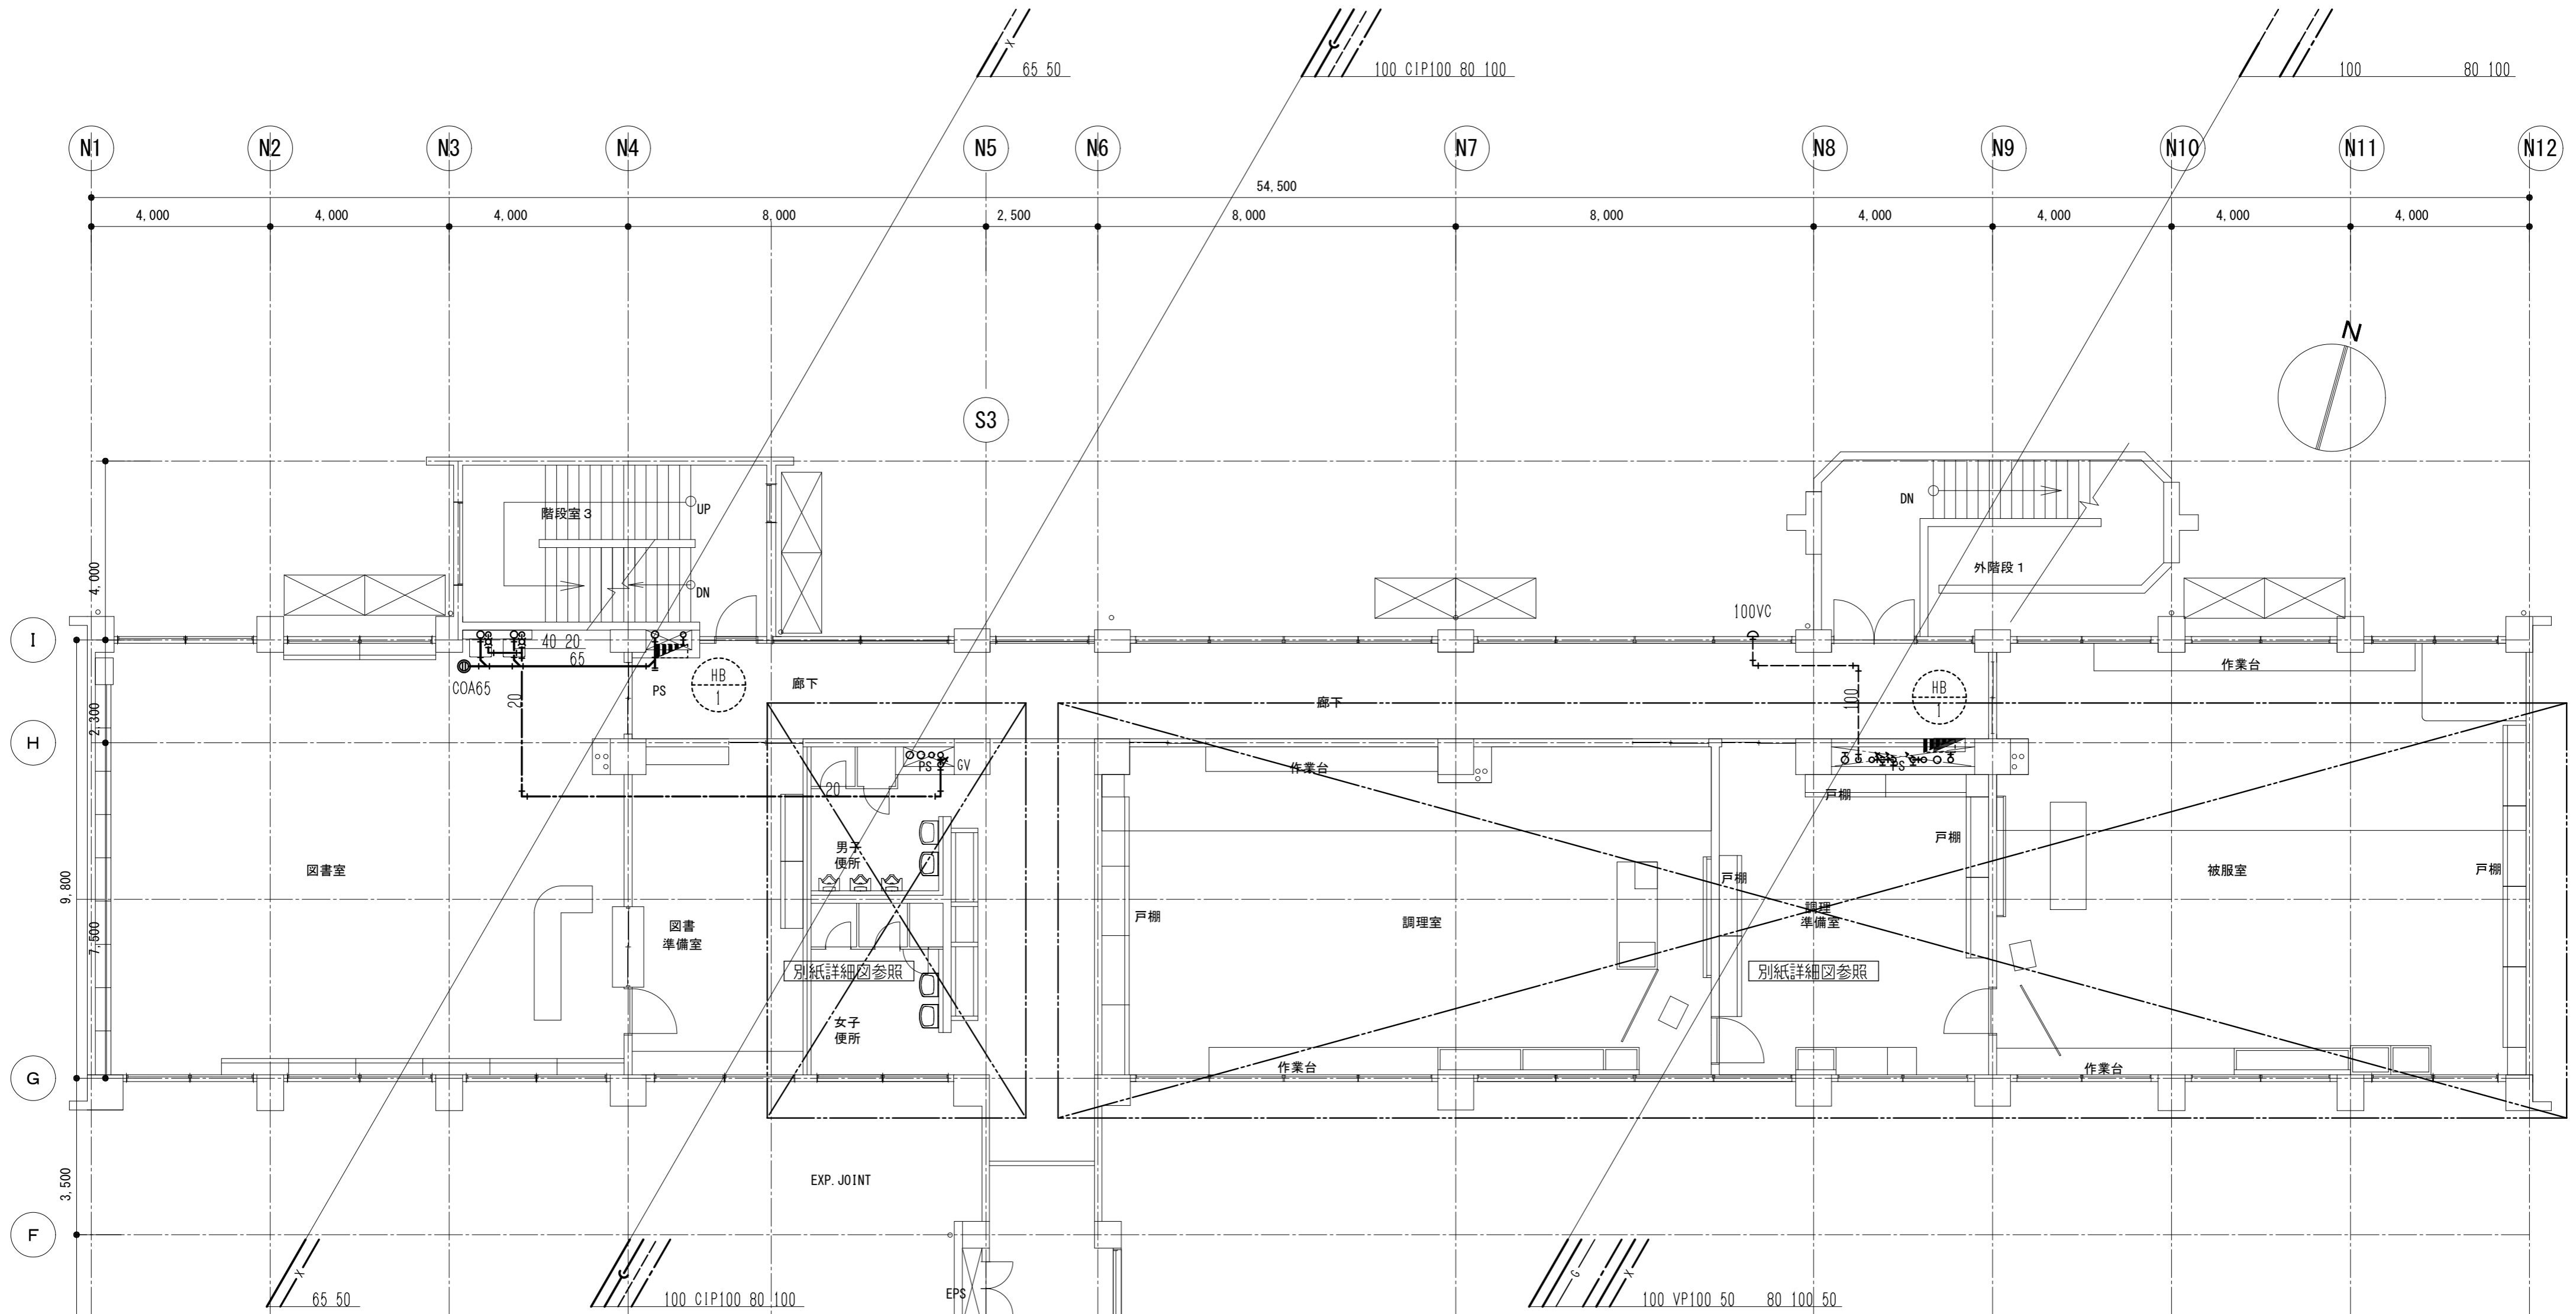 65 50
100 CIP100 80 100
100 80 100
N1 N2 N3 N4 N5 N6 N7 N8 N9 N10 N11 N12
54,500
4,000 4,000 4,000 8,000 2,500 8,000 8,000 4,000 4,000 4,000 4,000
N
S3
階段室3
UP
DN
DN
外階段1
4,000
100VC
I
40 20
65
COA65
20
PS
HB
1
廊下
100
HB
1
作業台
2,300
廊下
H
PS
GV
20
作業台
PS
戸棚
戸棚
男子
便所
図書室
9,800
7,500
戸棚
被服室
戸棚
戸棚
調理室
調理
準備室
図書
準備室
別紙詳細図参照
別紙詳細図参照
女子
便所
作業台
作業台
G
3,500
EXP.JOINT
F
EPS
X
C
X
C
G
X
65 50
100 CIP100 80 100
100 VP100 50 80 100 50